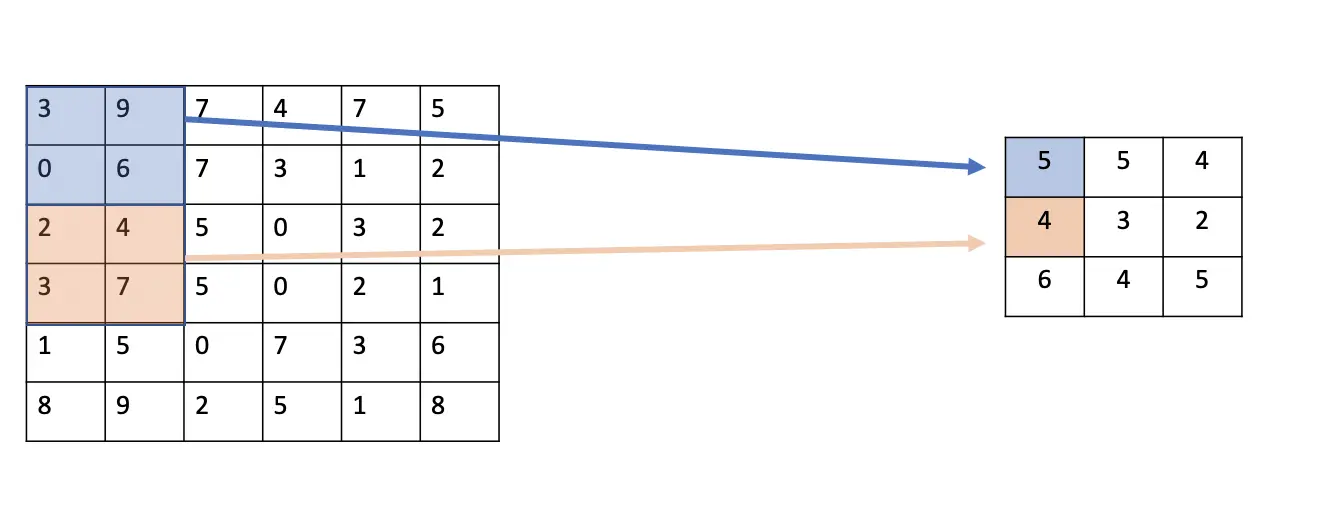 3 9 7 4 7 5
0 6 7 3 1 2
2 4 5 0 3 2
3 7 5 0 2 1
1 5 0 7 3 6
8 9 2 5 1 8
5 5 4
4 3 2
6 4 5